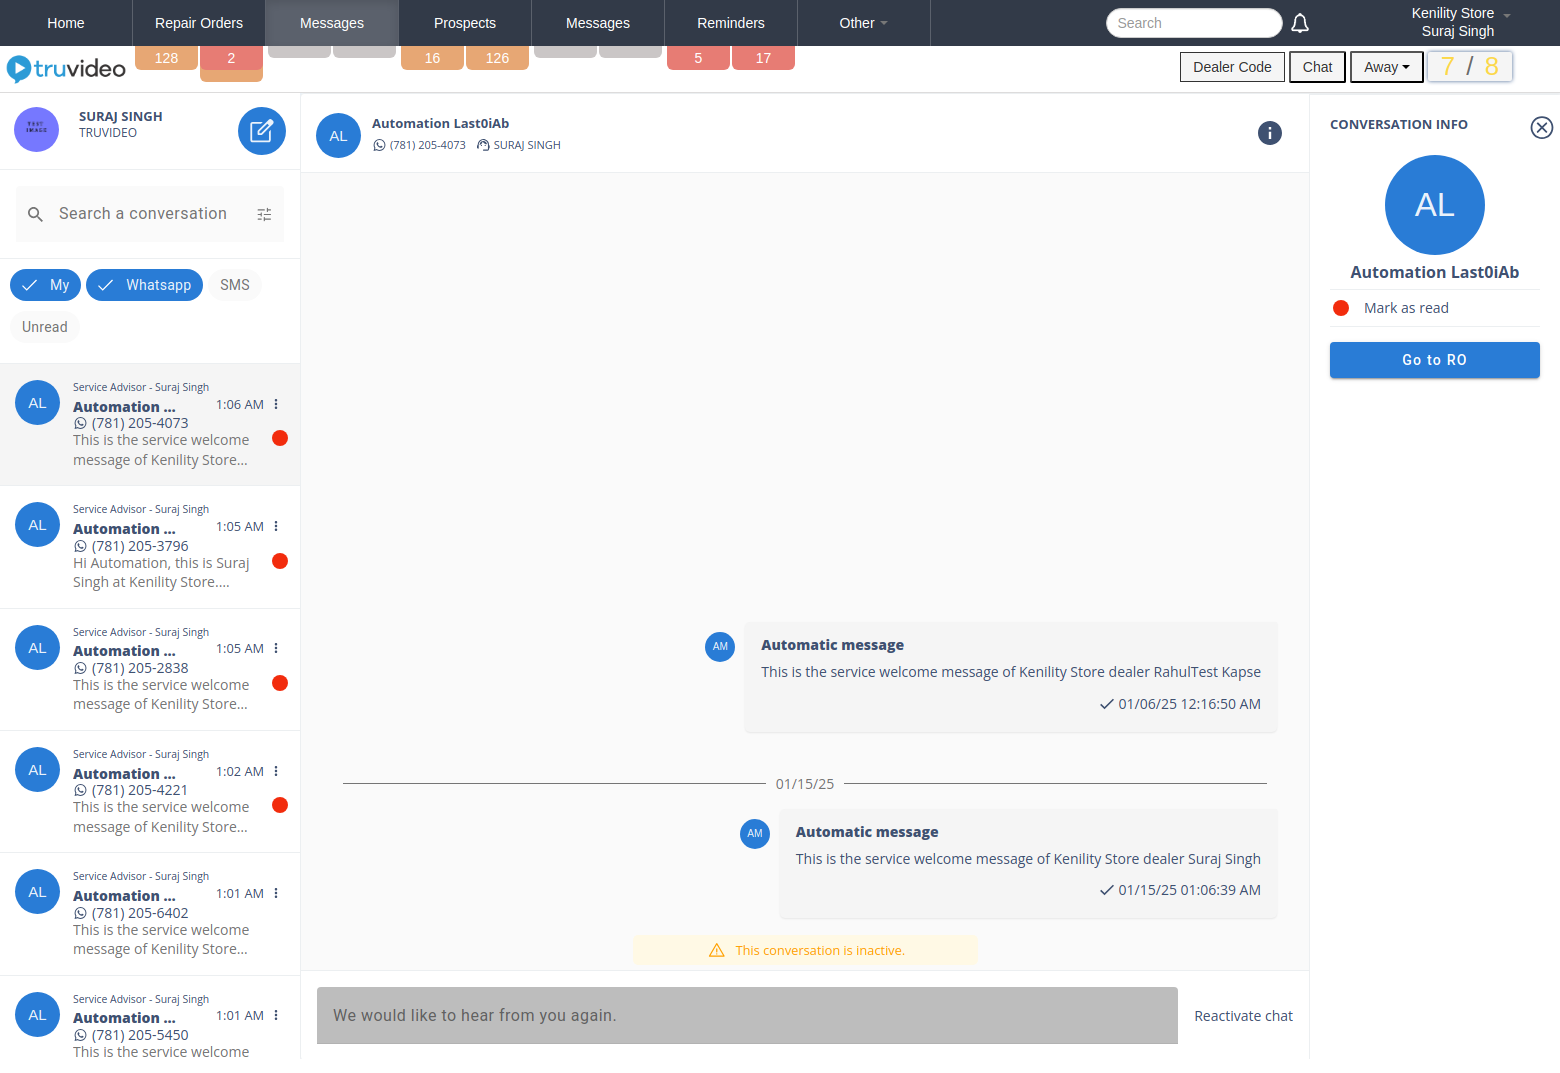 Home
Repair Orders
Messages
Prospects
Messages
Reminders
Other
Search
Kenility Store
Suraj Singh
128
2
16
126
5
17
truvideo
Dealer Code
Chat
Away
7 / 8
SURAJ SINGH
TRUVIDEO
Search a conversation
My
Whatsapp
SMS
Unread
AL
Service Advisor - Suraj Singh
Automation ...
1:06 AM
(781) 205-4073
This is the service welcome
message of Kenility Store...
AL
Service Advisor - Suraj Singh
Automation ...
1:05 AM
(781) 205-3796
Hi Automation, this is Suraj
Singh at Kenility Store....
AL
Service Advisor - Suraj Singh
Automation ...
1:05 AM
(781) 205-2838
This is the service welcome
message of Kenility Store...
AL
Service Advisor - Suraj Singh
Automation ...
1:02 AM
(781) 205-4221
This is the service welcome
message of Kenility Store...
AL
Service Advisor - Suraj Singh
Automation ...
1:01 AM
(781) 205-6402
This is the service welcome
message of Kenility Store...
AL
Service Advisor - Suraj Singh
Automation ...
1:01 AM
(781) 205-5450
This is the service welcome
AL
Automation Last0iAb
(781) 205-4073 SURAJ SINGH
AM
Automatic message
This is the service welcome message of Kenility Store dealer RahulTest Kapse
01/06/25 12:16:50 AM
01/15/25
AM
Automatic message
This is the service welcome message of Kenility Store dealer Suraj Singh
01/15/25 01:06:39 AM
This conversation is inactive.
We would like to hear from you again.
Reactivate chat
CONVERSATION INFO
AL
Automation Last0iAb
Mark as read
Go to RO